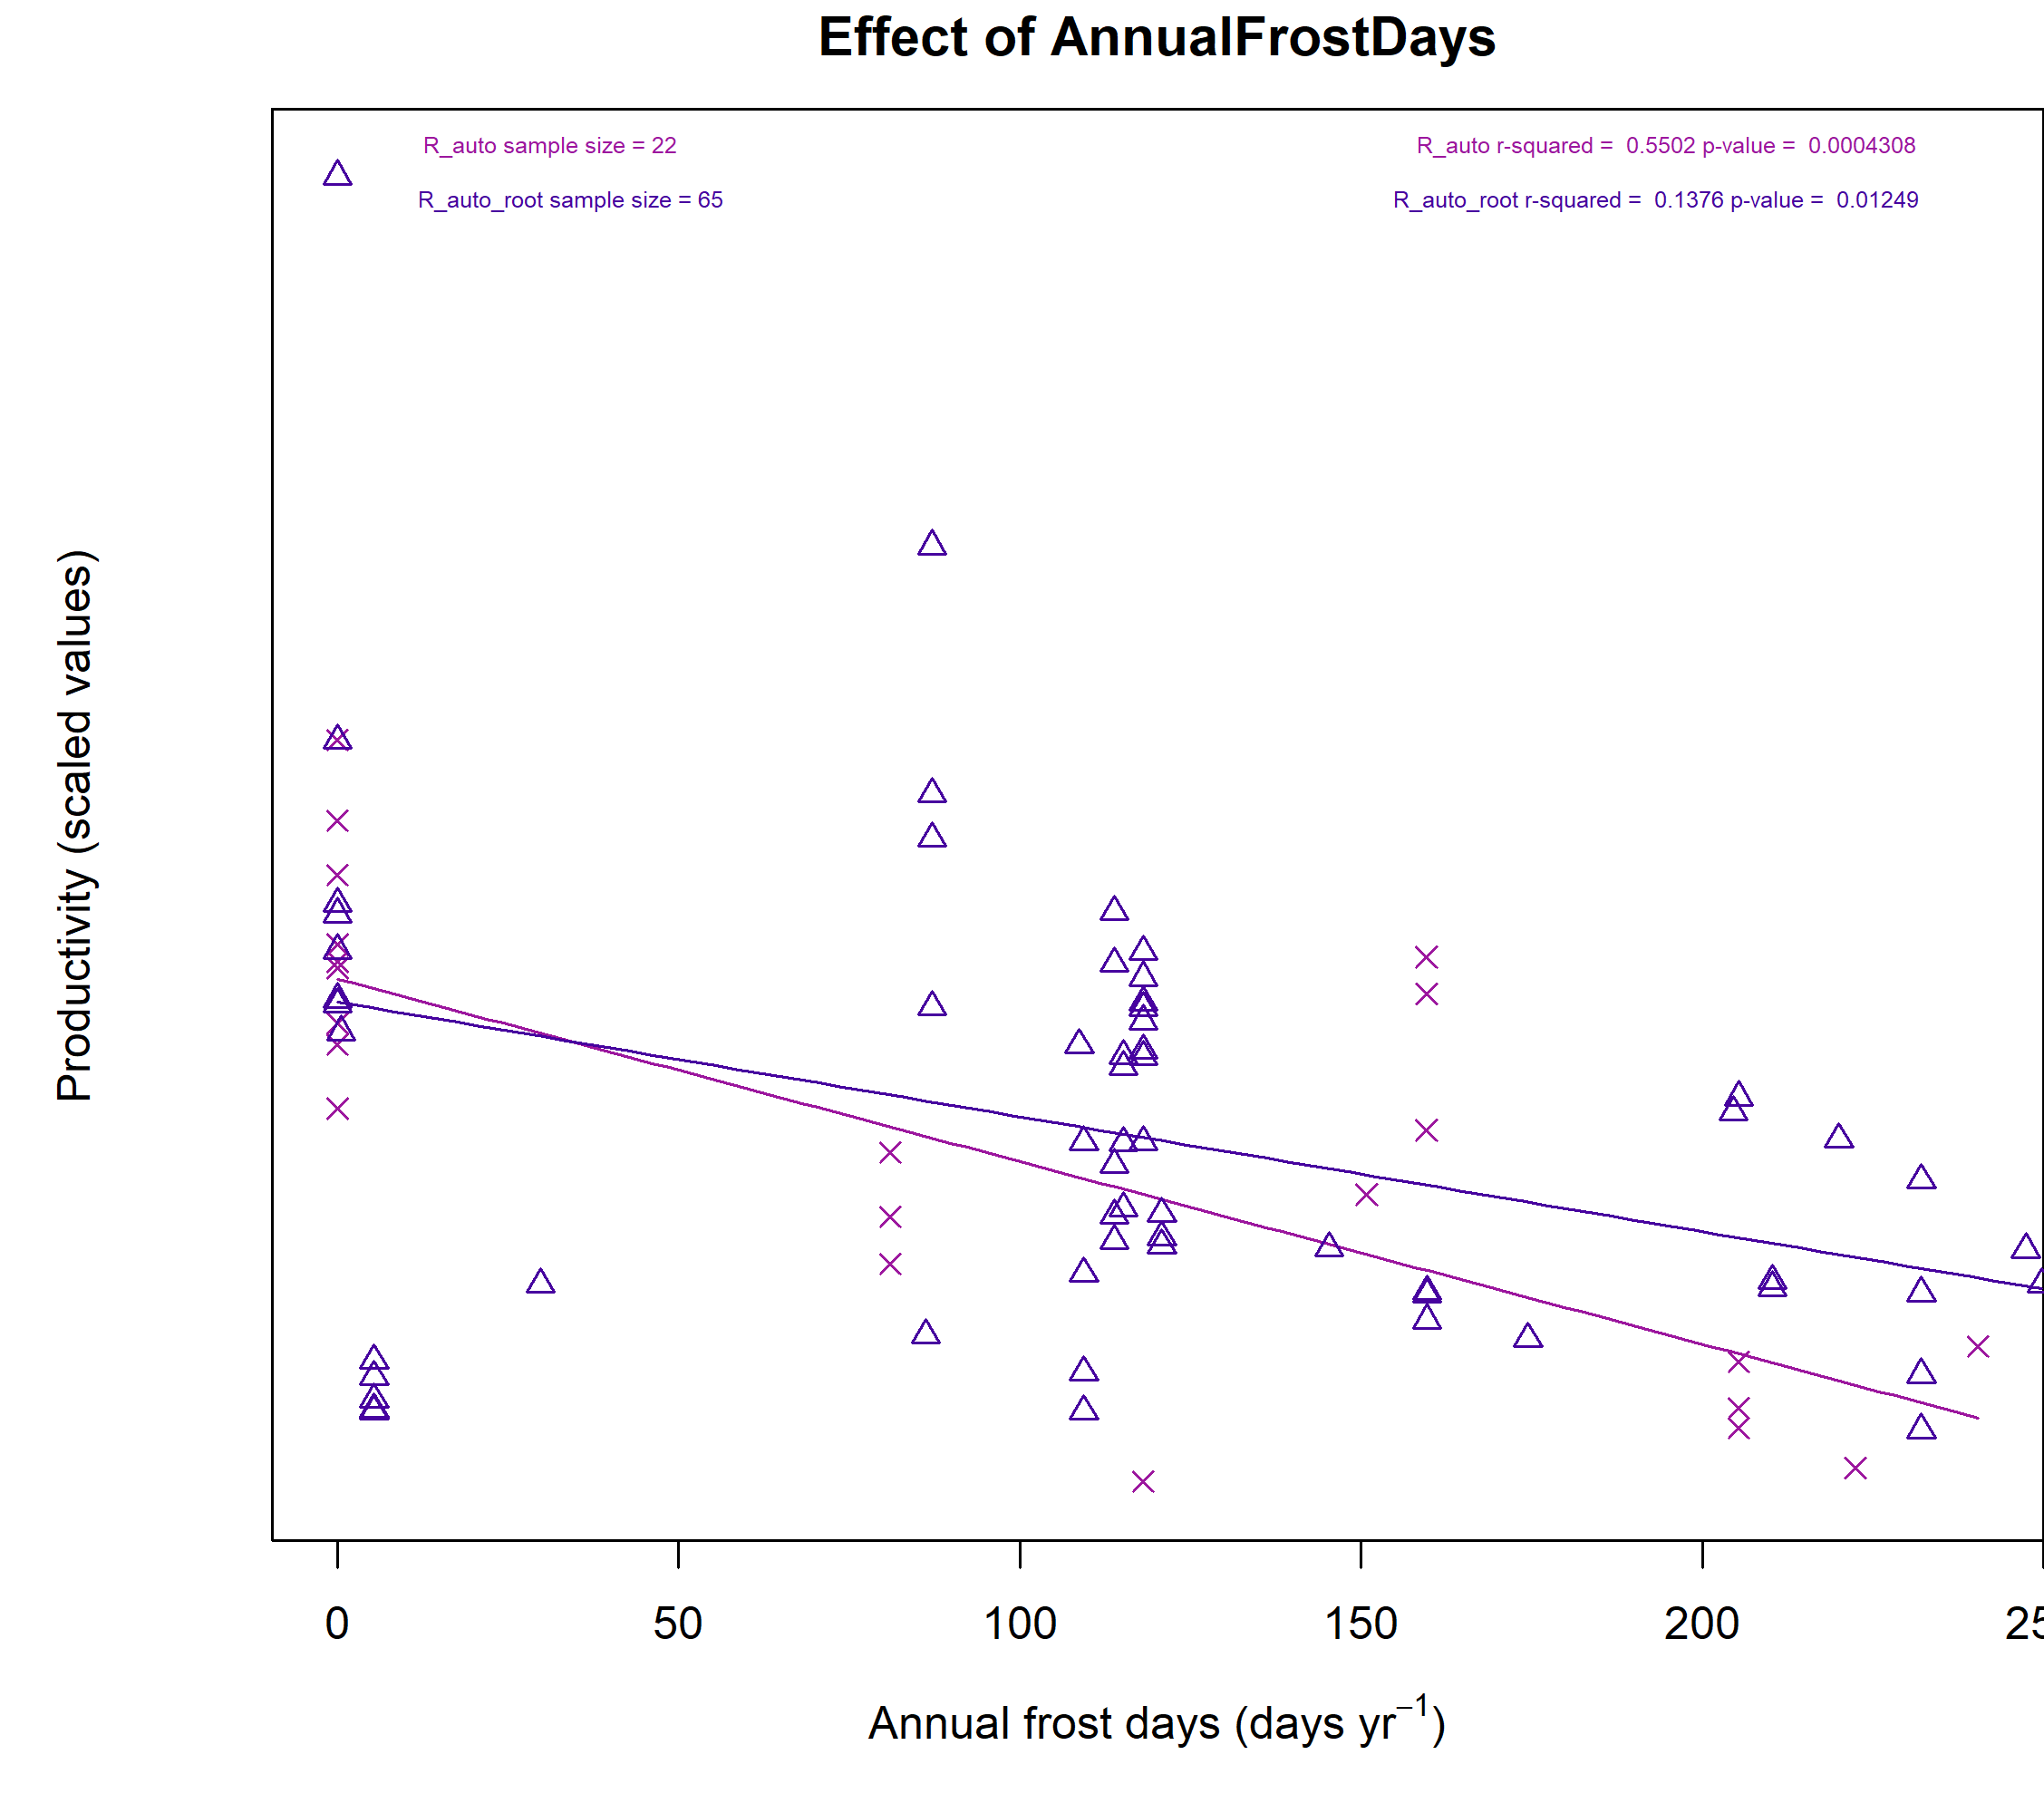 Effect of AnnualFrostDays
R_auto sample size = 22
R_auto r-squared =  0.5502 p-value =  0.0004308
R_auto_root sample size = 65
R_auto_root r-squared =  0.1376 p-value =  0.01249
Productivity (scaled values)
0 50 100 150 200 25
Annual frost days (days yr⁻¹)